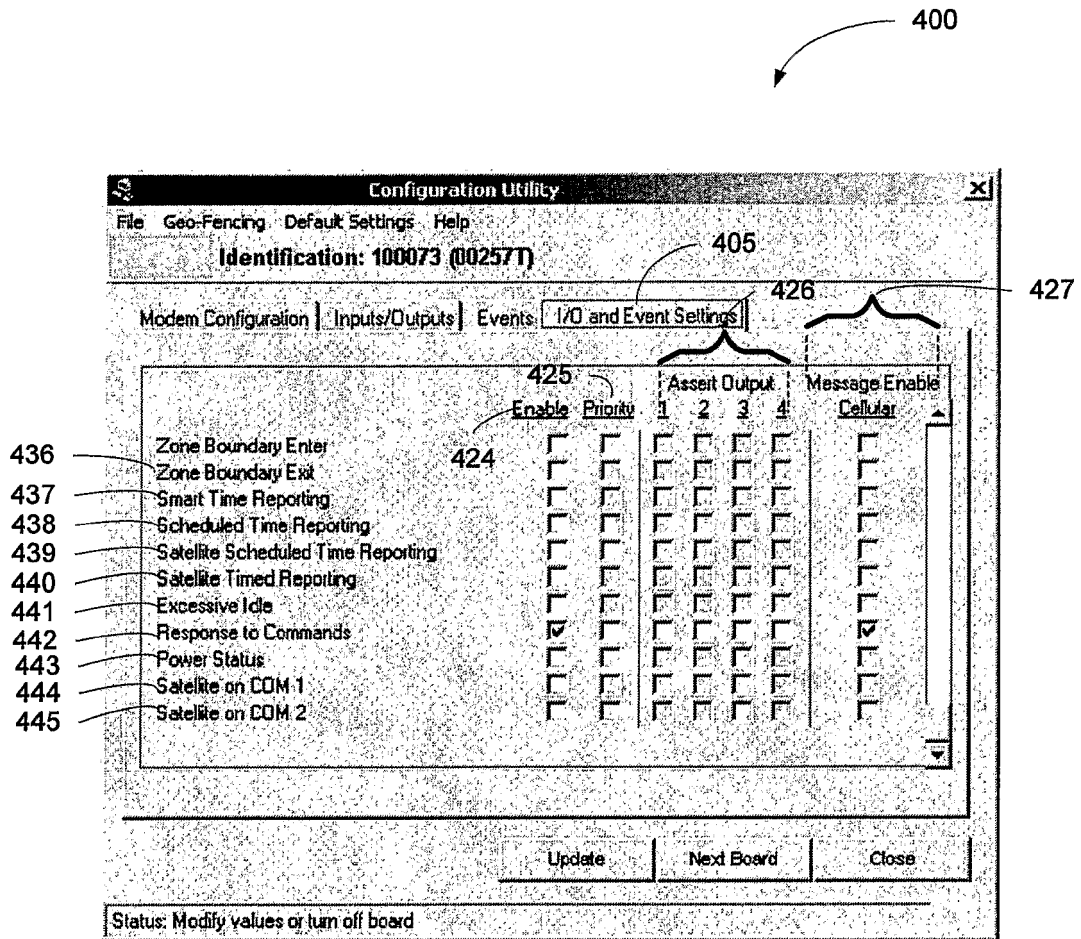 400
Configuration Utility
File Geo-Fencing Default Settings Help
Identification: 100073 (00257T)
405
426
427
Modem Configuration Inputs/Outputs Events I/O and Event Settings
425
Assert Output Message Enable
Enable Priority 1 2 3 4 Cellular
424
Zone Boundary Enter
436 Zone Boundary Exit
437 Smart Time Reporting
438 Scheduled Time Reporting
439 Satellite Scheduled Time Reporting
440 Satellite Timed Reporting
441 Excessive Idle
442 Response to Commands
443 Power Status
444 Satellite on COM 1
445 Satellite on COM 2
Update Next Board Close
Status: Modify values or turn off board